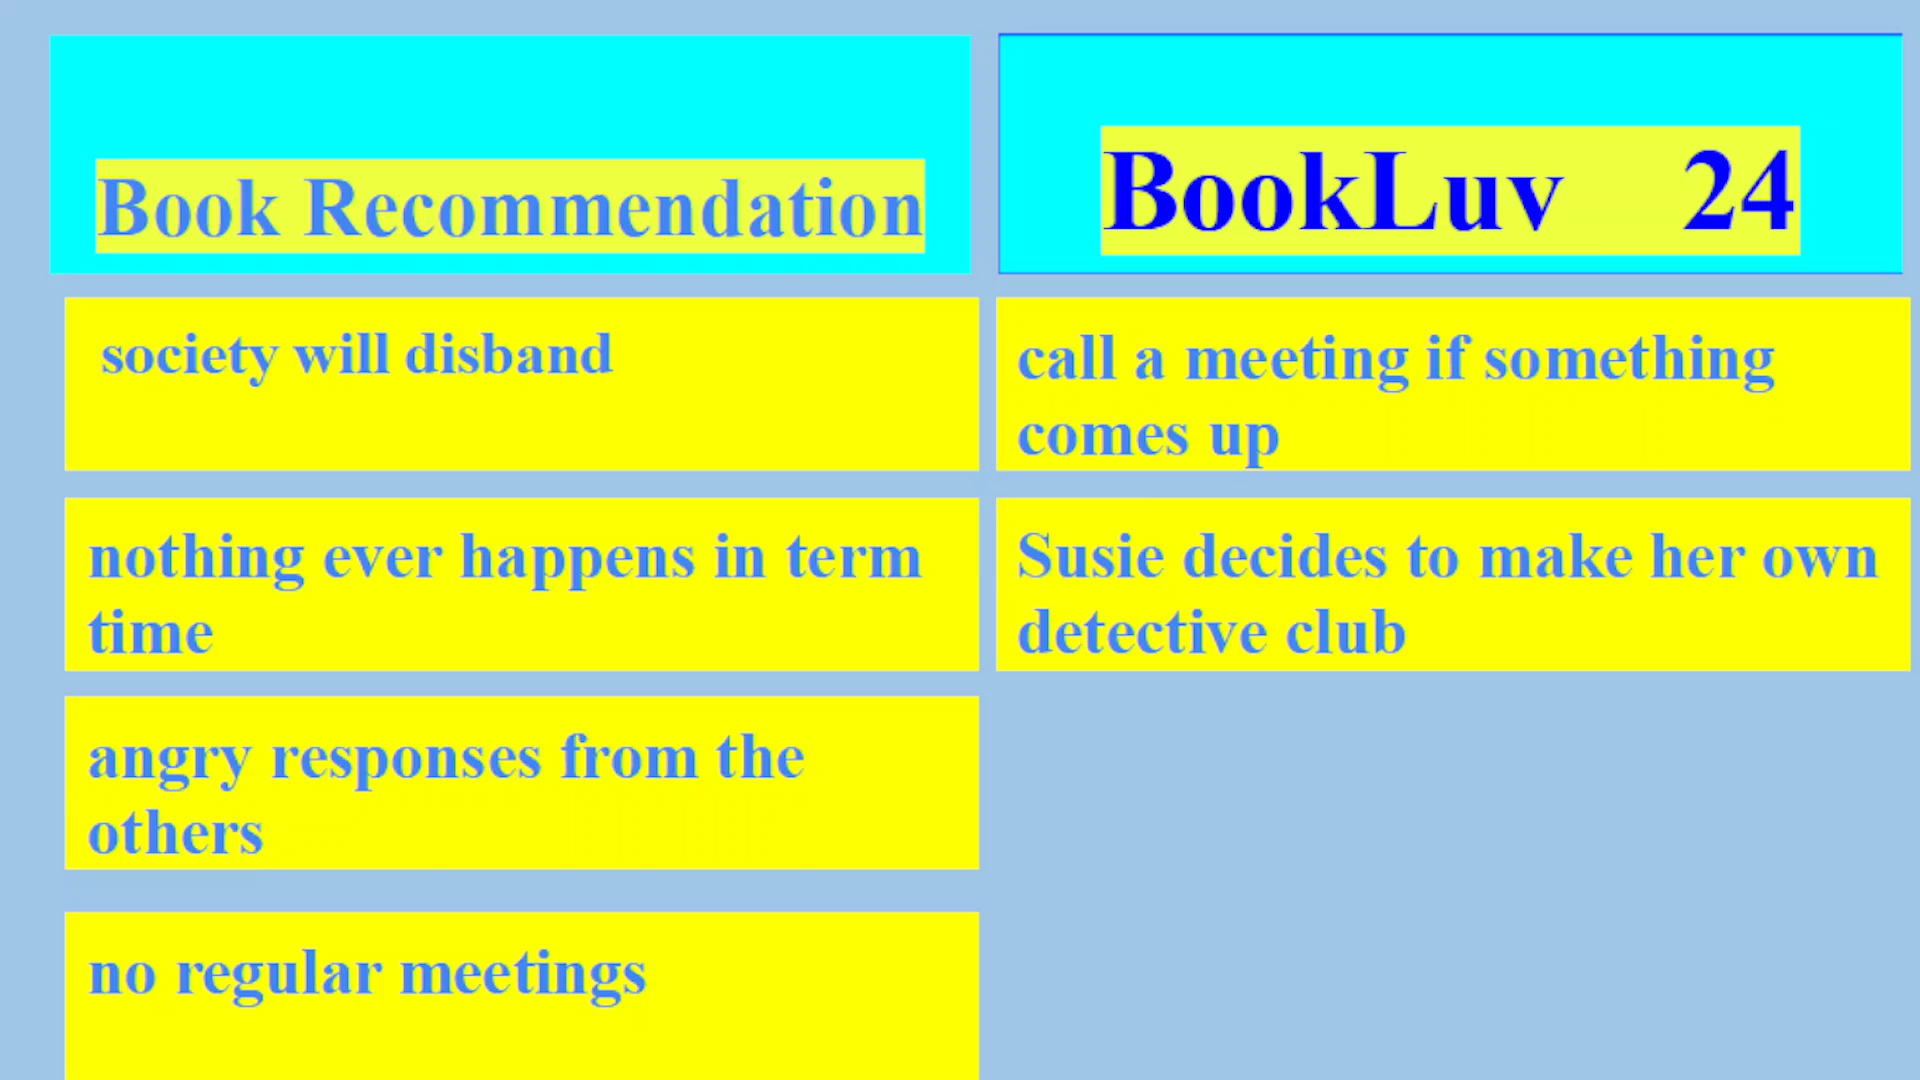 Book Recommendation
BookLuv 24
society will disband
call a meeting if something
comes up
nothing ever happens in term
time
Susie decides to make her own
detective club
angry responses from the
others
no regular meetings